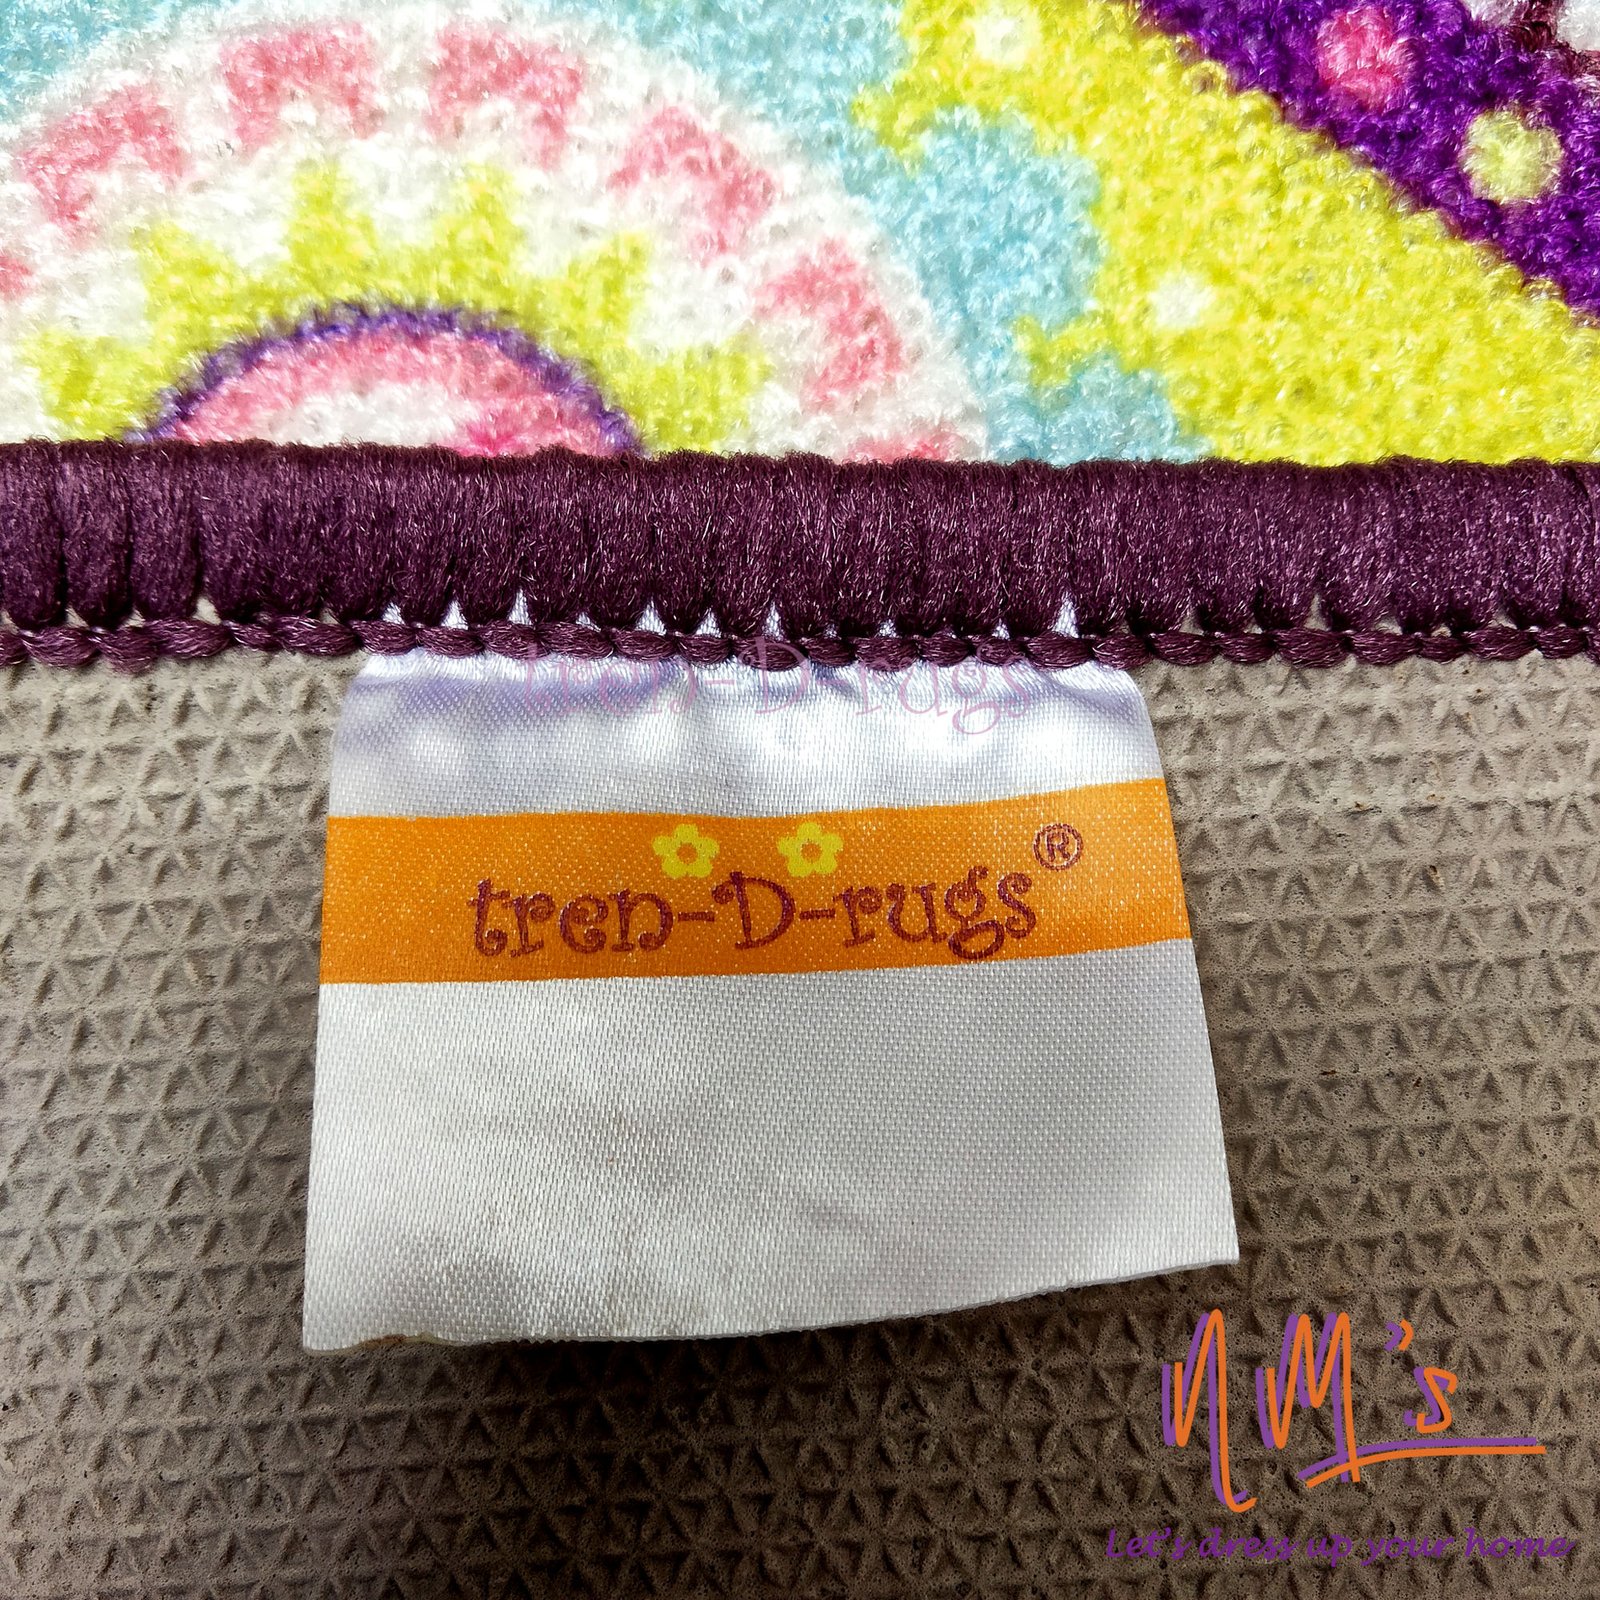 tren-D-rugs
tren-D-rugs®
NM's
Let's dress up your home